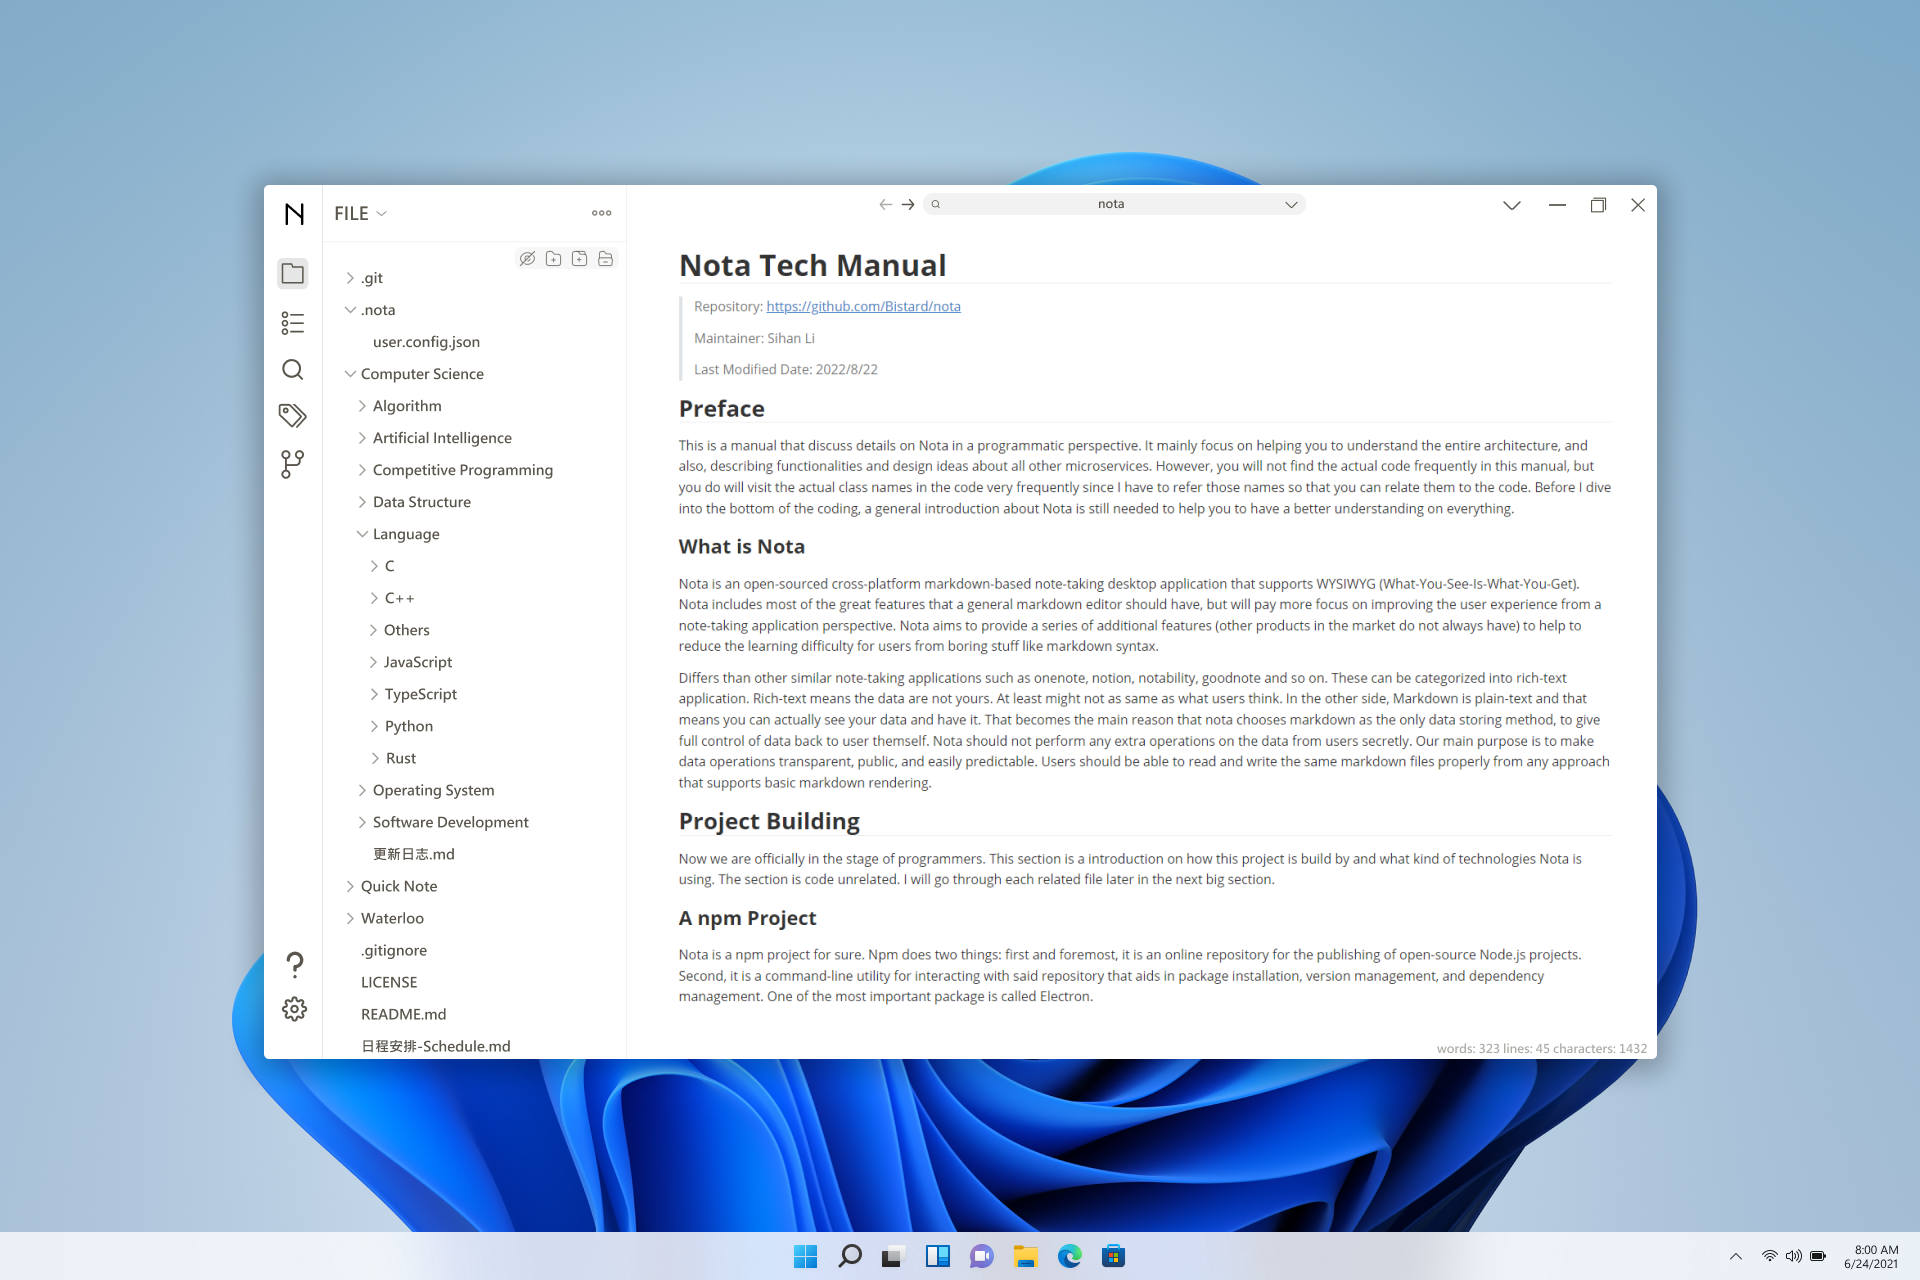 FILE
nota
.git
.nota
user.config.json
Computer Science
Algorithm
Artificial Intelligence
Competitive Programming
Data Structure
Language
C
C++
Others
JavaScript
TypeScript
Python
Rust
Operating System
Software Development
更新日志.md
Quick Note
Waterloo
.gitignore
LICENSE
README.md
日程安排-Schedule.md
Nota Tech Manual
Repository: https://github.com/Bistard/nota
Maintainer: Sihan Li
Last Modified Date: 2022/8/22
Preface
This is a manual that discuss details on Nota in a programmatic perspective. It mainly focus on helping you to understand the entire architecture, and
also, describing functionalities and design ideas about all other microservices. However, you will not find the actual code frequently in this manual, but
you do will visit the actual class names in the code very frequently since I have to refer those names so that you can relate them to the code. Before I dive
into the bottom of the coding, a general introduction about Nota is still needed to help you to have a better understanding on everything.
What is Nota
Nota is an open-sourced cross-platform markdown-based note-taking desktop application that supports WYSIWYG (What-You-See-Is-What-You-Get).
Nota includes most of the great features that a general markdown editor should have, but will pay more focus on improving the user experience from a
note-taking application perspective. Nota aims to provide a series of additional features (other products in the market do not always have) to help to
reduce the learning difficulty for users from boring stuff like markdown syntax.
Differs than other similar note-taking applications such as onenote, notion, notability, goodnote and so on. These can be categorized into rich-text
application. Rich-text means the data are not yours. At least might not as same as what users think. In the other side, Markdown is plain-text and that
means you can actually see your data and have it. That becomes the main reason that nota chooses markdown as the only data storing method, to give
full control of data back to user themself. Nota should not perform any extra operations on the data from users secretly. Our main purpose is to make
data operations transparent, public, and easily predictable. Users should be able to read and write the same markdown files properly from any approach
that supports basic markdown rendering.
Project Building
Now we are officially in the stage of programmers. This section is a introduction on how this project is build by and what kind of technologies Nota is
using. The section is code unrelated. I will go through each related file later in the next big section.
A npm Project
Nota is a npm project for sure. Npm does two things: first and foremost, it is an online repository for the publishing of open-source Node.js projects.
Second, it is a command-line utility for interacting with said repository that aids in package installation, version management, and dependency
management. One of the most important package is called Electron.
words: 323 lines: 45 characters: 1432
8:00 AM
6/24/2021